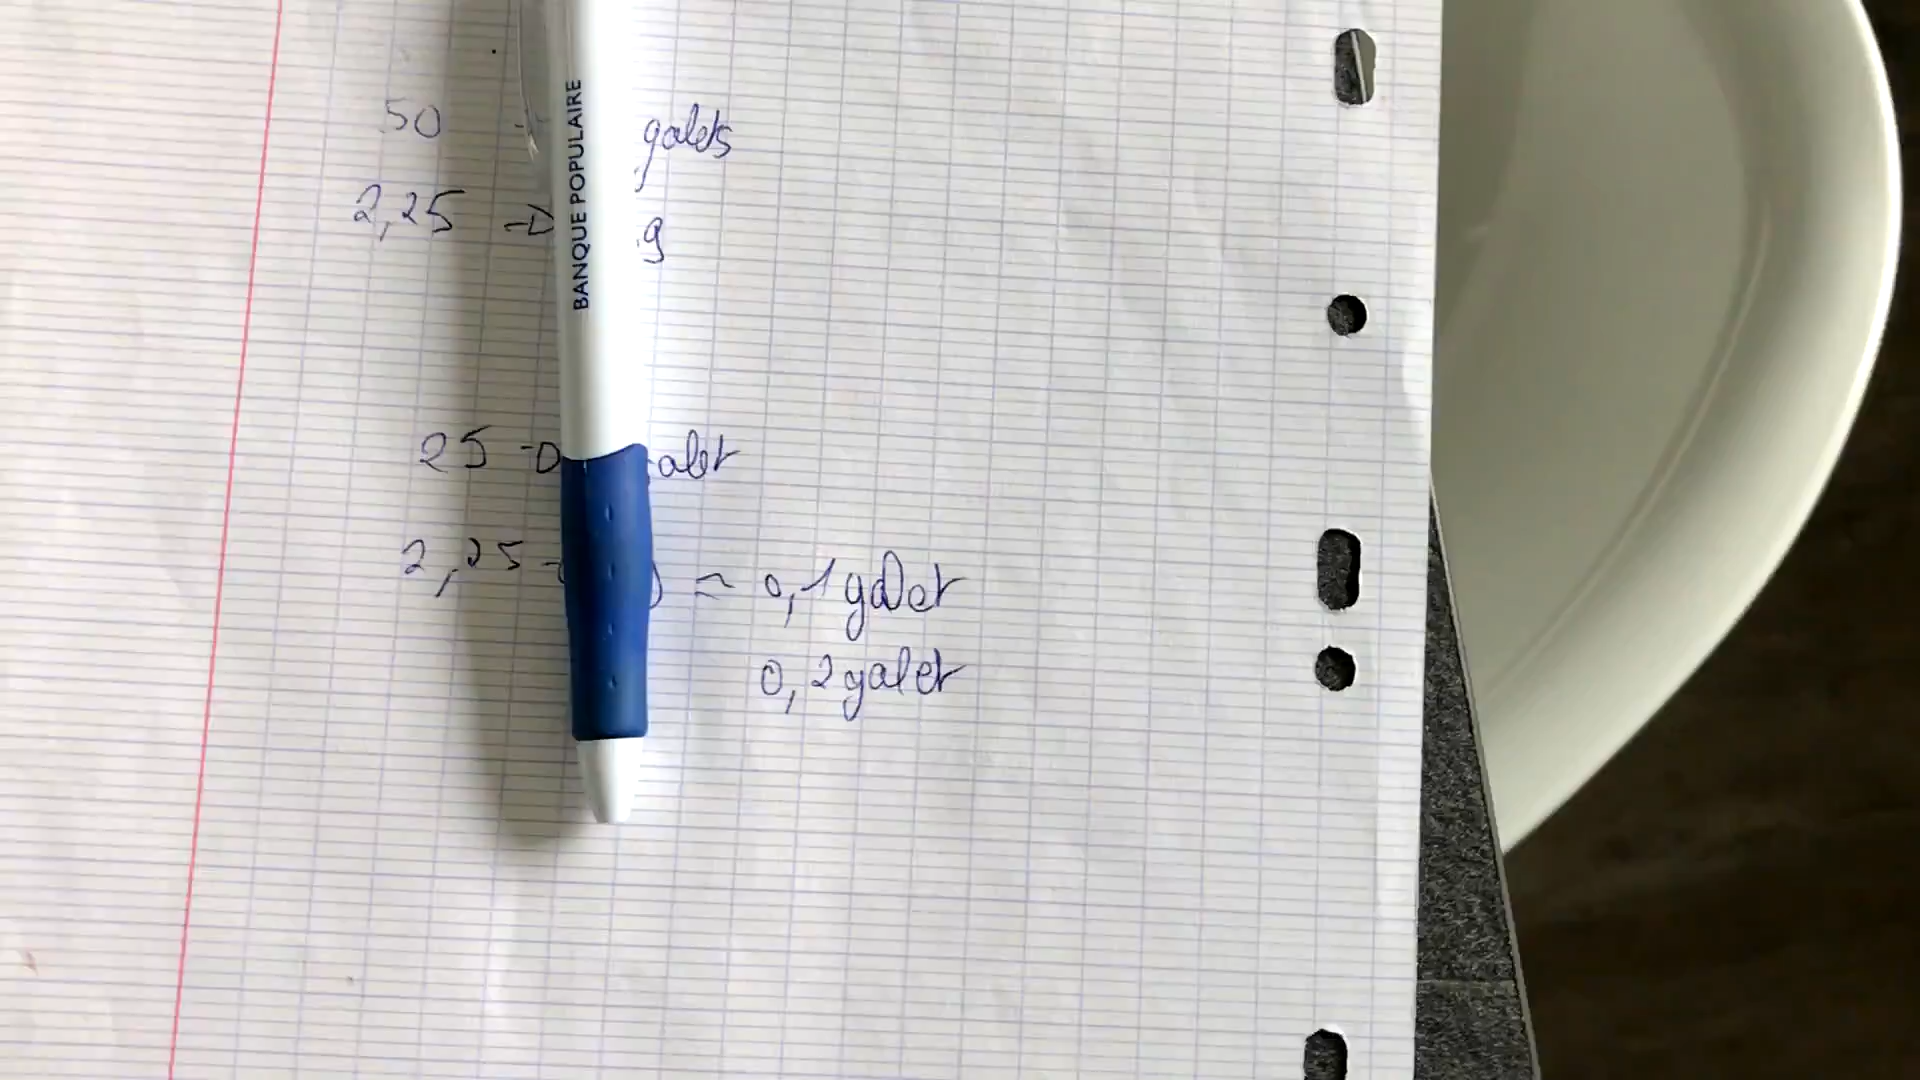 50 galets
2,25 → g
BANQUE POPULAIRE
25 → alet
2,25 ~ 0,1 galet
0,2 galet